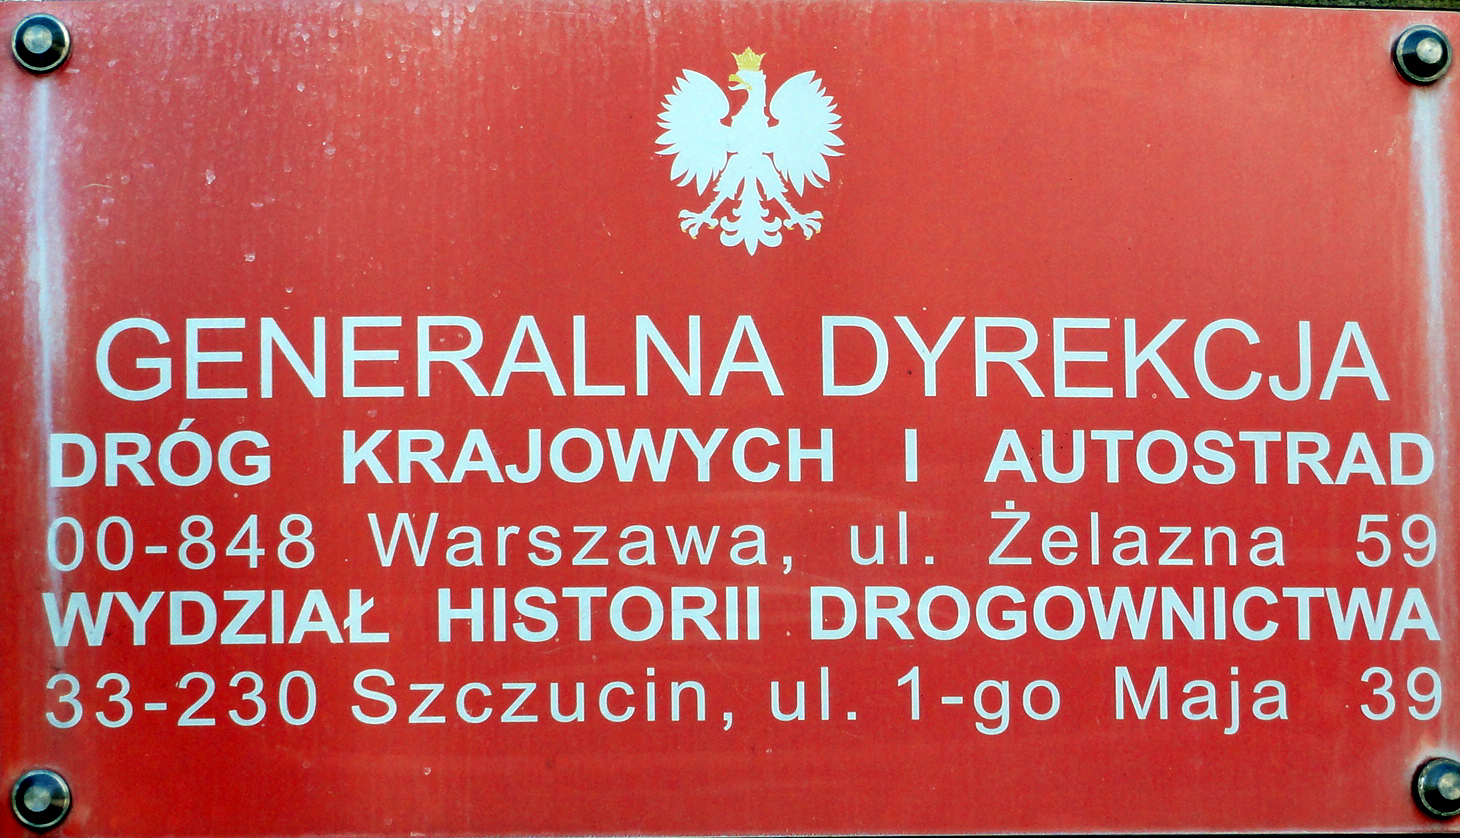 GENERALNA DYREKCJA
DRÓG KRAJOWYCH I AUTOSTRAD
00-848 Warszawa, ul. Żelazna 59
WYDZIAŁ HISTORII DROGOWNICTWA
33-230 Szczucin, ul. 1-go Maja 39